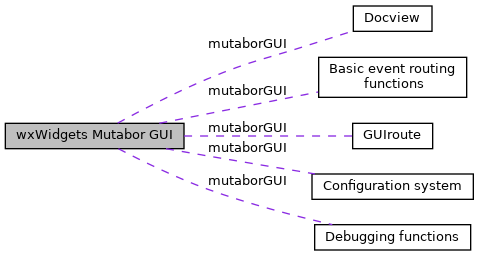 Docview
mutaborGUI
Basic event routing
functions
mutaborGUI
wxWidgets Mutabor GUI
mutaborGUI
GUIroute
mutaborGUI
Configuration system
mutaborGUI
Debugging functions